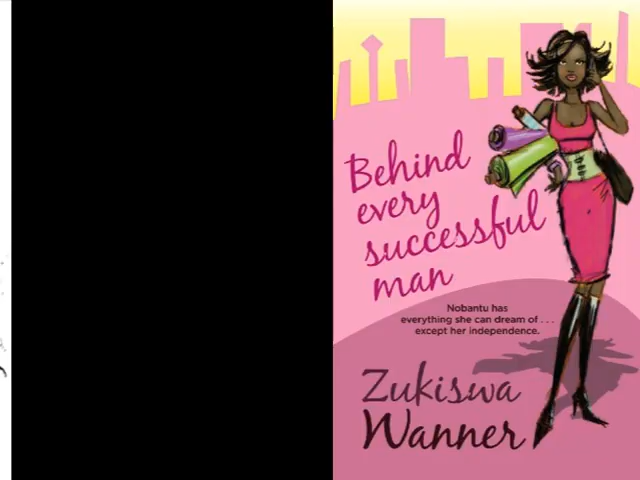 Behind
every
successful
man
Nobantu has
everything she can dream of . . .
except her independence.
Zukiswa
Wanner